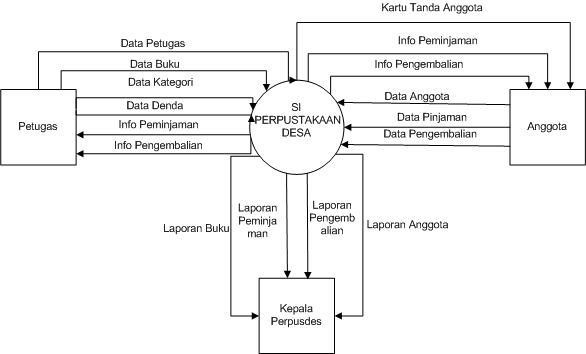 Kartu Tanda Anggota
Data Petugas
Info Peminjaman
Data Buku
Info Pengembalian
Data Kategori
Data Anggota
Data Denda
SI
PERPUSTAKAAN
DESA
Petugas
Info Peminjaman
Data Pinjaman
Anggota
Data Pengembalian
Info Pengembalian
Laporan
Peminja
man
Laporan
Pengemb
alian
Laporan Buku
Laporan Anggota
Kepala
Perpusdes